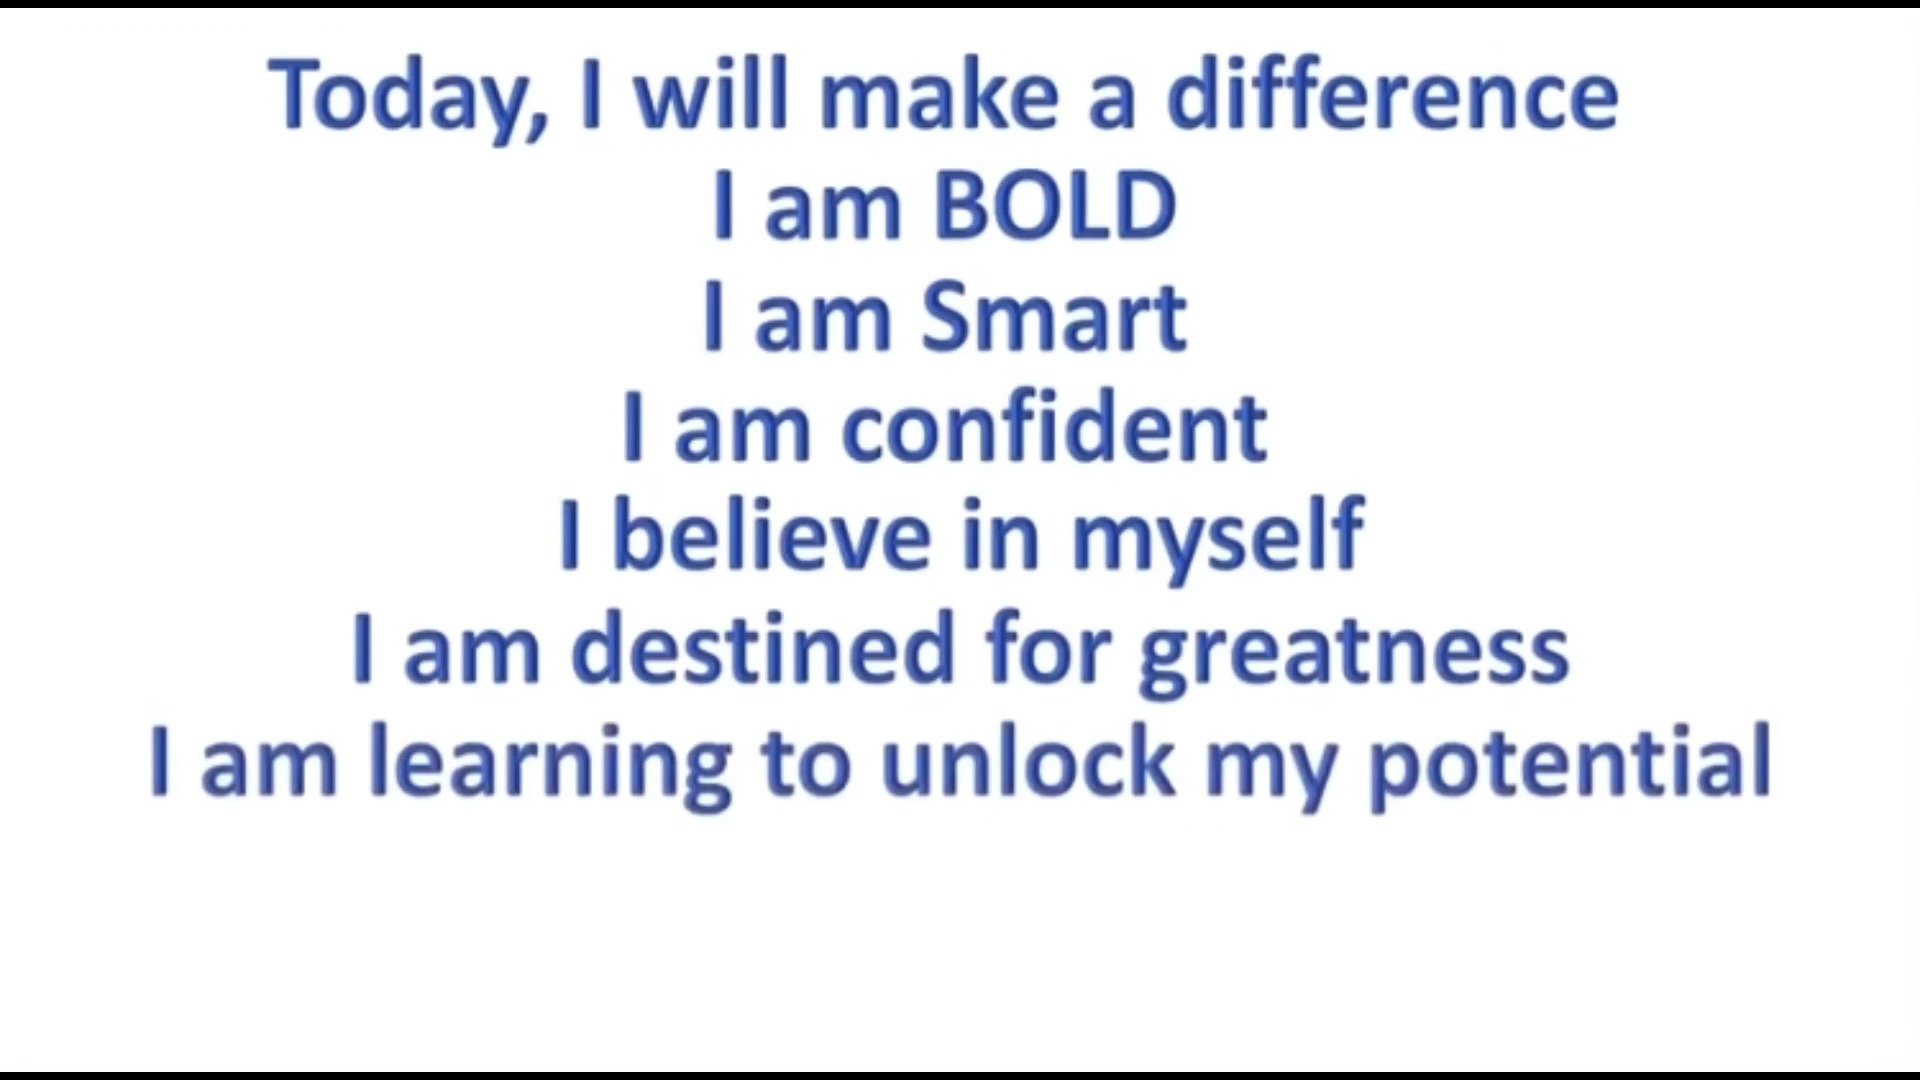 Today, I will make a difference
I am BOLD
I am Smart
I am confident
I believe in myself
I am destined for greatness
I am learning to unlock my potential